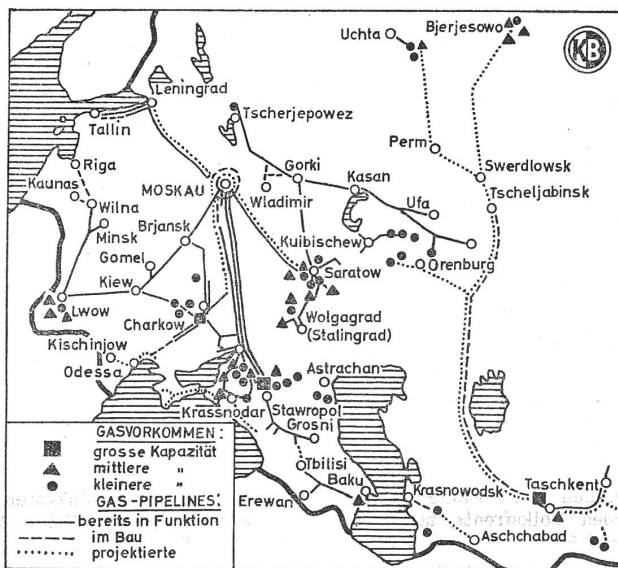 Uchta
Bjerjesowo
KB
Leningrad
Tscherjepowez
Tallin
Perm
Riga
Gorki
Kasan
Swerdlowsk
Kaunas
MOSKAU
Tscheljabinsk
Wilna
Wladimir
Ufa
Minsk
Brjansk
Kuibischew
Gomel
Orenburg
Kiew
Saratow
Lwow
Charkow
Wolgagrad
(Stalingrad)
Kischinjow
Odessa
Astrachan
Krassnodar
Stawropol
Grosni
Tbilisi
Baku
Krasnowodsk
Taschkent
Erewan
Aschchabad
GASVORKOMMEN:
grosse Kapazität
mittlere "
kleinere "
GAS-PIPELINES:
bereits in Funktion
im Bau
projektierte